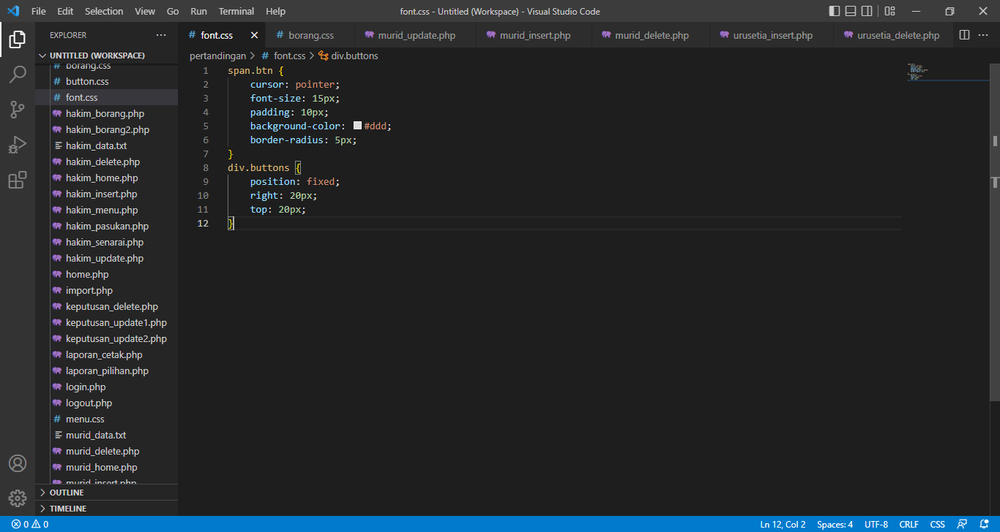 File Edit Selection View Go Run Terminal Help font.css - Untitled (Workspace) - Visual Studio Code
EXPLORER
UNTITLED (WORKSPACE)
borang.css
button.css
font.css
hakim_borang.php
hakim_borang2.php
hakim_data.txt
hakim_delete.php
hakim_home.php
hakim_insert.php
hakim_menu.php
hakim_pasukan.php
hakim_senarai.php
hakim_update.php
home.php
import.php
keputusan_delete.php
keputusan_update1.php
keputusan_update2.php
laporan_cetak.php
laporan_pilihan.php
login.php
logout.php
menu.css
murid_data.txt
murid_delete.php
murid_home.php
murid_insert.php
OUTLINE
TIMELINE
font.css borang.css murid_update.php murid_insert.php murid_delete.php urusetia_insert.php urusetia_delete.php
pertandingan > # font.css > div.buttons
1 span.btn {
2 cursor: pointer;
3 font-size: 15px;
4 padding: 10px;
5 background-color: #ddd;
6 border-radius: 5px;
7 }
8 div.buttons {
9 position: fixed;
10 right: 20px;
11 top: 20px;
12 }
0 0 Ln 12, Col 2 Spaces: 4 UTF-8 CRLF CSS